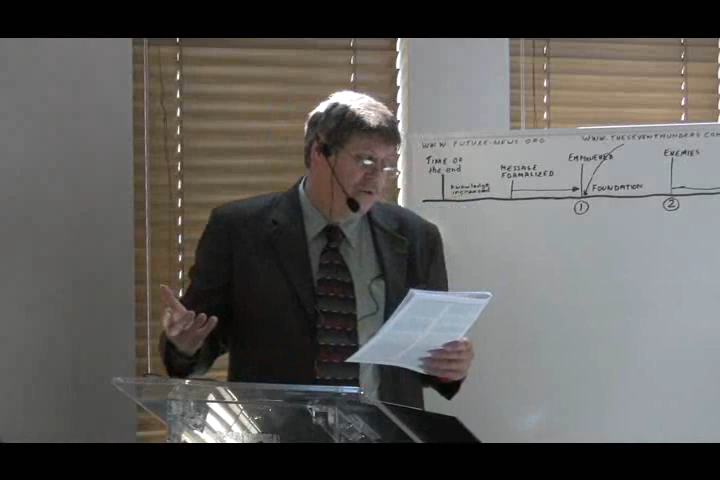 WWW. FUTURE-NEWS. ORG
WWW. THESEVENTHUNDERS. COM
TIME OF
the end
knowledge
increased
MESSAGE
FORMALIZED
EMPOWERED
FOUNDATION
ENEMIES
1
2